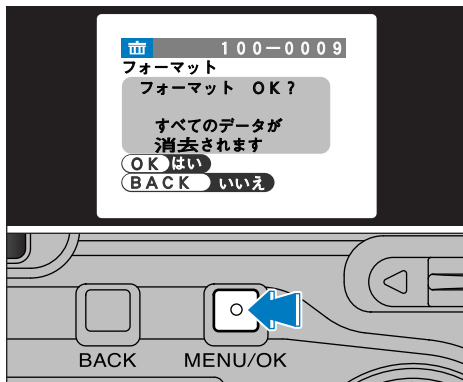 100-0009
フォーマット
フォーマット OK?
すべてのデータが
消去されます
OK はい
BACK いいえ
BACK MENU/OK